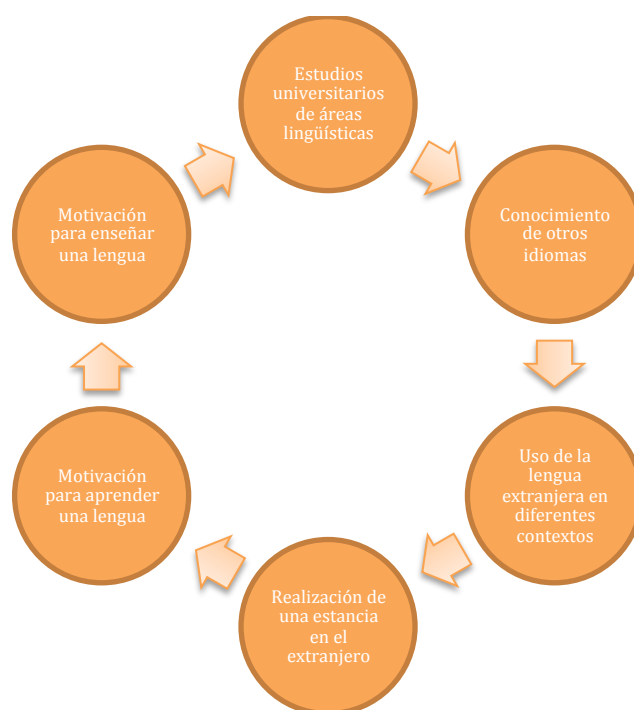 Estudios
universitarios
de áreas
lingüísticas
Conocimiento
de otros
idiomas
Uso de la
lengua
extranjera en
diferentes
contextos
Realización de
una estancia
en el
extranjero
Motivación
para aprender
una lengua
Motivación
para enseñar
una lengua